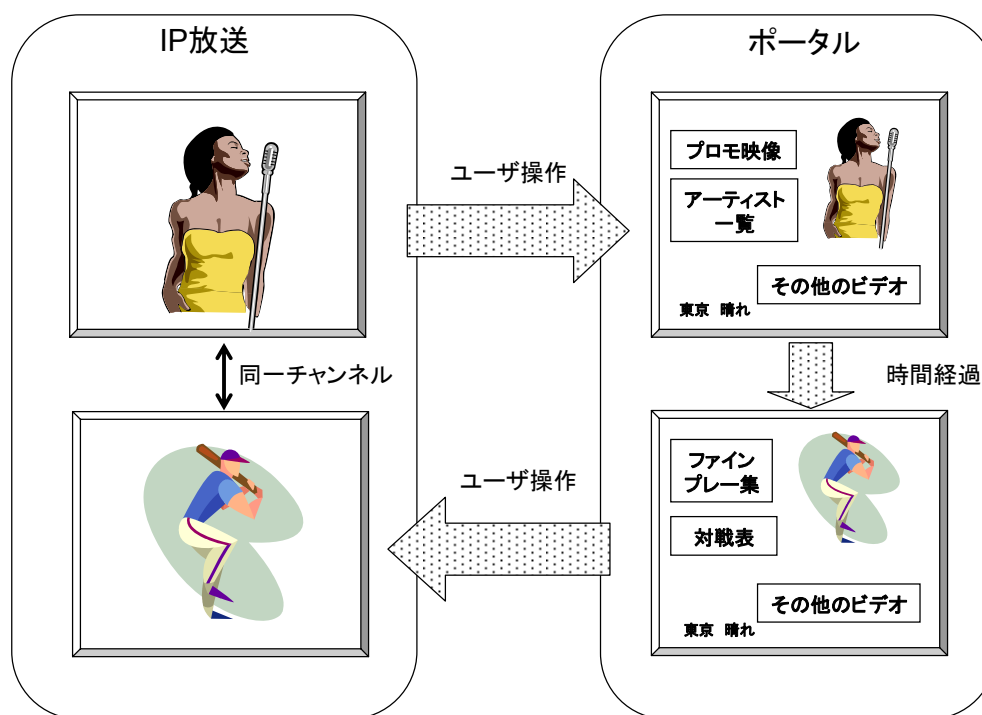 IP放送
ポータル
ユーザ操作
プロモ映像
アーティスト
一覧
その他のビデオ
東京 晴れ
同一チャンネル
時間経過
ユーザ操作
ファイン
プレー集
対戦表
その他のビデオ
東京 晴れ